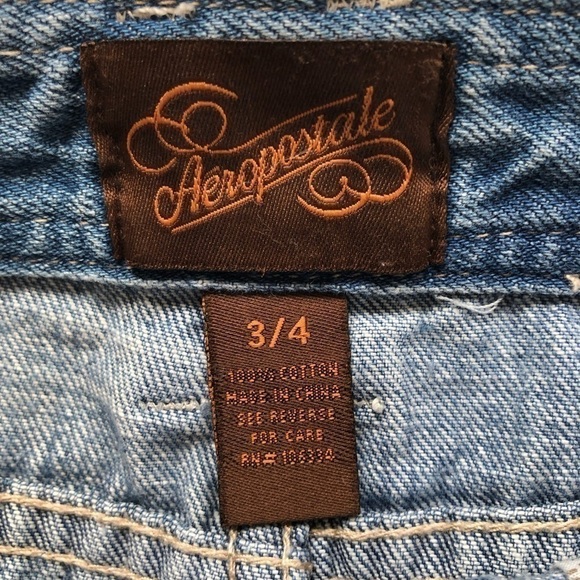 Aeropostale
3/4
100% COTTON
MADE IN CHINA
SEE REVERSE
FOR CARE
RN# 106334